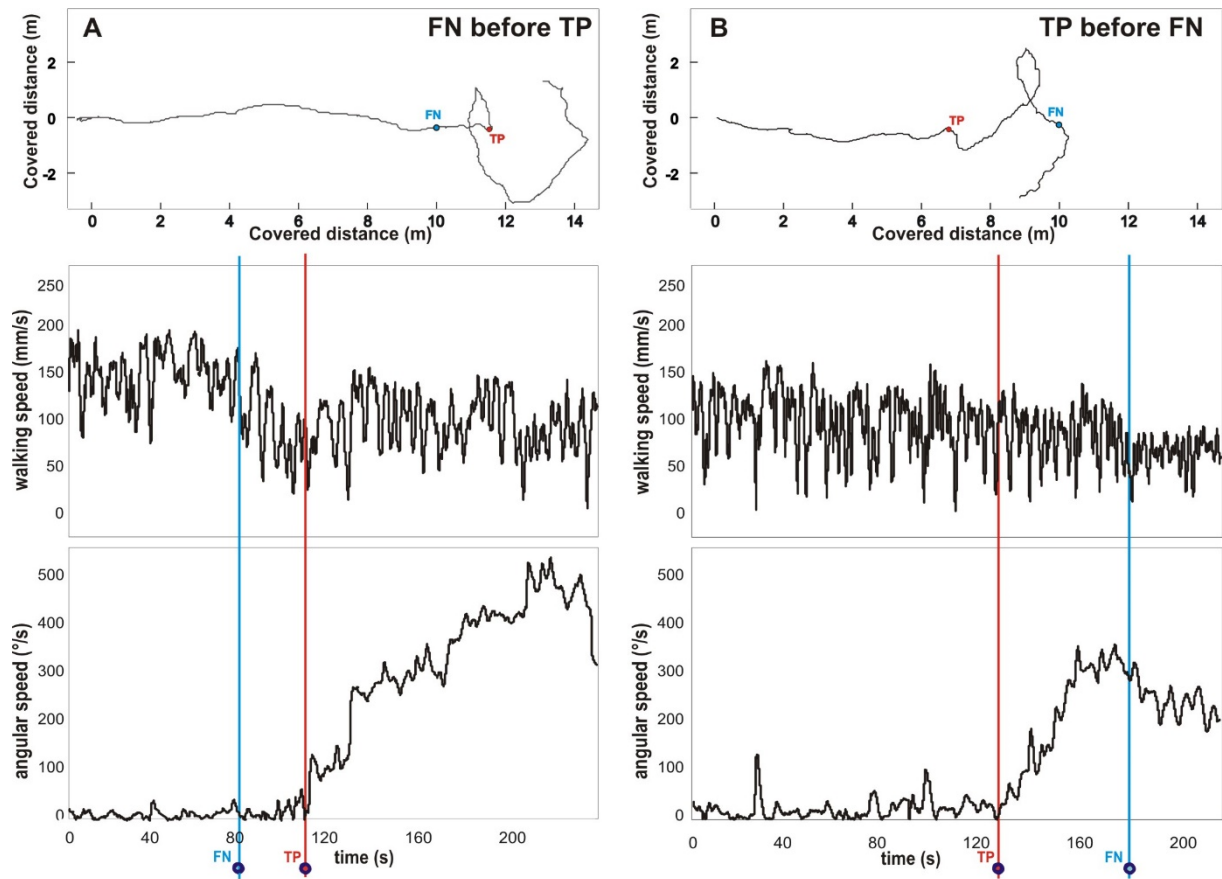 A
FN before TP
Covered distance (m)
2
0
-2
FN
TP
0 2 4 6 8 10 12 14
Covered distance (m)
B
TP before FN
Covered distance (m)
2
0
-2
TP
FN
0 2 4 6 8 10 12 14
Covered distance (m)
walking speed (mm/s)
250
200
150
100
50
0
walking speed (mm/s)
250
200
150
100
50
0
angular speed (°/s)
500
400
300
200
100
0
0 40 80 120 160 200
FN
TP
time (s)
angular speed (°/s)
500
400
300
200
100
0
0 40 80 120 160 200
TP
time (s)
FN